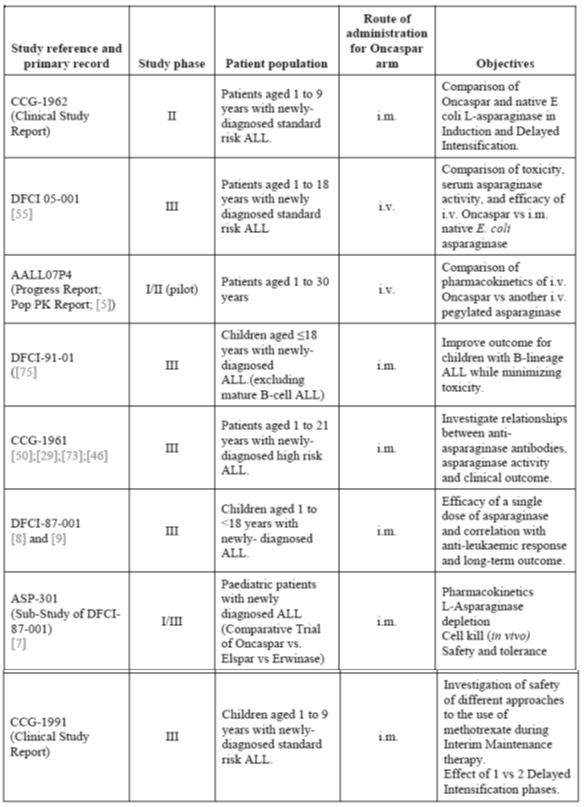 Study reference and
primary record
Study phase
Patient population
Route of
administration
for Oncaspar
arm
Objectives
CCG-1962
(Clinical Study
Report)
II
Patients aged 1 to 9
years with newly-
diagnosed standard
risk ALL.
i.m.
Comparison of
Oncaspar and native E
coli L-asparaginase in
Induction and Delayed
Intensification.
DFCI 05-001
[55]
III
Patients aged 1 to 18
years with newly
diagnosed standard
risk ALL
i.v.
Comparison of toxicity,
serum asparaginase
activity, and efficacy of
i.v. Oncaspar vs i.m.
native E. coli
asparaginase
AALL07P4
(Progress Report;
Pop PK Report; [5])
I/II (pilot)
Patients aged 1 to 30
years
i.v.
Comparison of
pharmacokinetics of i.v.
Oncaspar vs another i.v.
pegylated asparaginase
DFCI-91-01
([75]
III
Children aged ≤18
years with newly-
diagnosed
ALL.(excluding
mature B-cell ALL)
i.m.
Improve outcome for
children with B-lineage
ALL while minimizing
toxicity.
CCG-1961
[50];[29];[73];[46]
III
Patients aged 1 to 21
years with newly-
diagnosed high risk
ALL.
i.m.
Investigate relationships
between anti-
asparaginase antibodies,
asparaginase activity
and clinical outcome.
DFCI-87-001
[8] and [9]
III
Children aged 1 to
<18 years with
newly- diagnosed
ALL.
i.m.
Efficacy of a single
dose of asparaginase
and correlation with
anti-leukaemic response
and long-term outcome.
ASP-301
(Sub-Study of DFCI-
87-001)
[7]
I/III
Paediatric patients
with newly
diagnosed ALL
(Comparative Trial
of Oncaspar vs.
Elspar vs Erwinase)
i.m.
Pharmacokinetics
L-Asparaginase
depletion
Cell kill (in vivo)
Safety and tolerance
CCG-1991
(Clinical Study
Report)
III
Children aged 1 to 9
years with newly-
diagnosed standard
risk ALL.
i.m.
Investigation of safety
of different approaches
to the use of
methotrexate during
Interim Maintenance
therapy.
Effect of 1 vs 2 Delayed
Intensification phases.